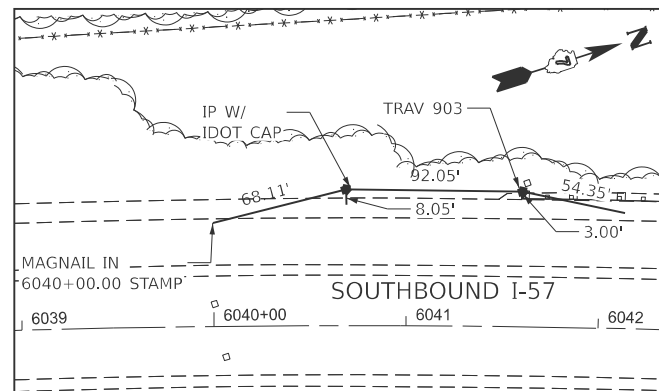 N
IP W/
IDOT CAP
TRAV 903
68.11'
92.05'
54.35'
8.05'
3.00'
MAGNAIL IN
6040+00.00 STAMP
SOUTHBOUND I-57
6039
6040+00
6041
6042